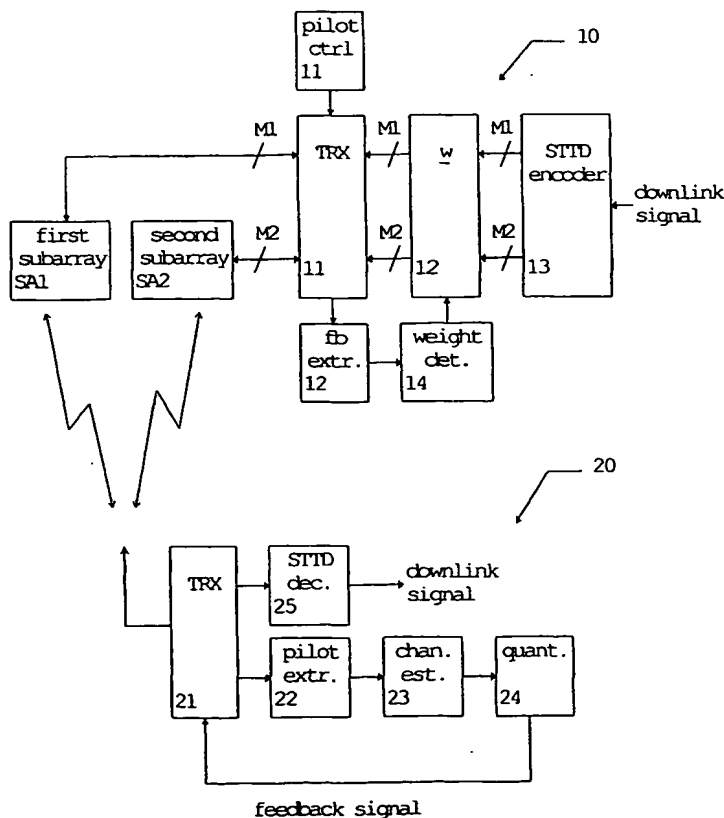 pilot
ctrl
11
10
M1
M1
M1
TRX
w
STTD
encoder
downlink
signal
first
subarray
SA1
second
subarray
SA2
M2
M2
M2
11
12
13
fb
extr.
12
weight
det.
14
20
TRX
STTD
dec.
25
downlink
signal
pilot
extr.
22
chan.
est.
23
quant.
24
21
feedback signal